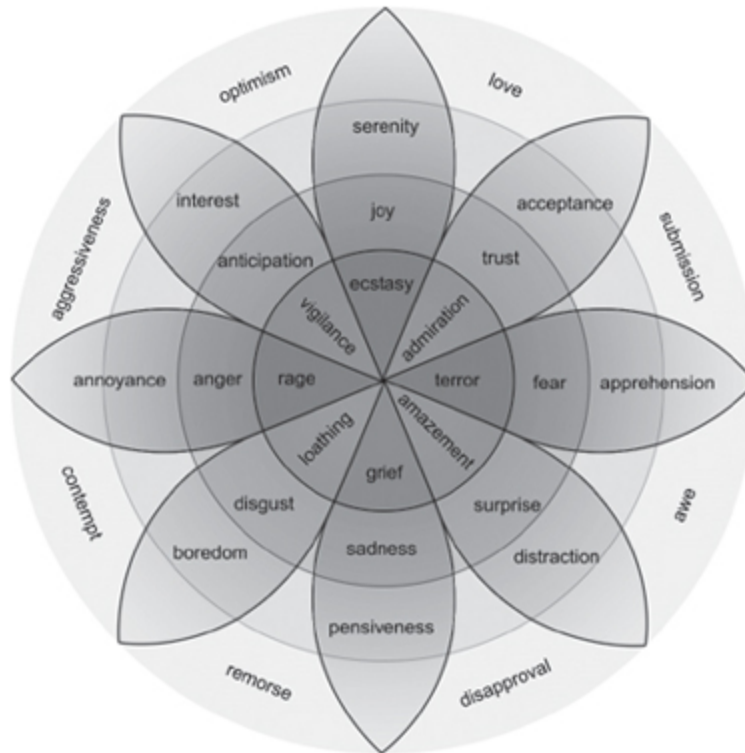 optimism
love
serenity
interest
acceptance
aggressiveness
joy
submission
anticipation
trust
ecstasy
vigilance
admiration
annoyance
anger
rage
terror
fear
apprehension
loathing
amazement
grief
contempt
disgust
surprise
awe
boredom
sadness
distraction
pensiveness
remorse
disapproval